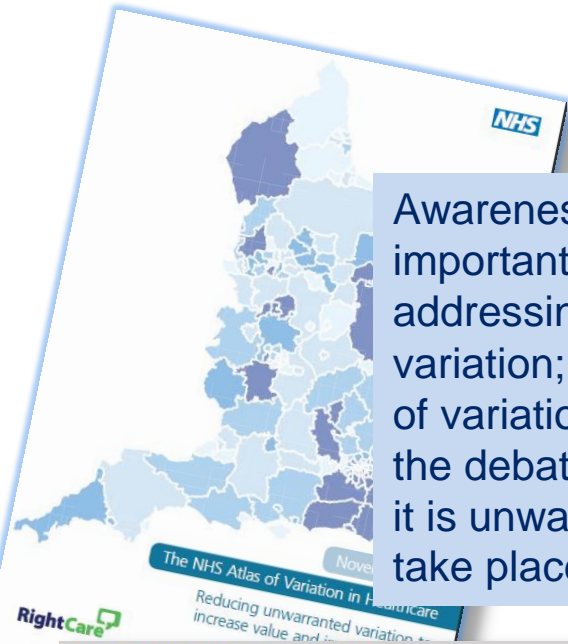 NHS
Awarenes
important
addressin
variation;
of variatio
the debat
it is unwa
take place
Nove
The NHS Atlas of Variation in Healthcare
Reducing unwarranted variation to
increase value and i
RightCare